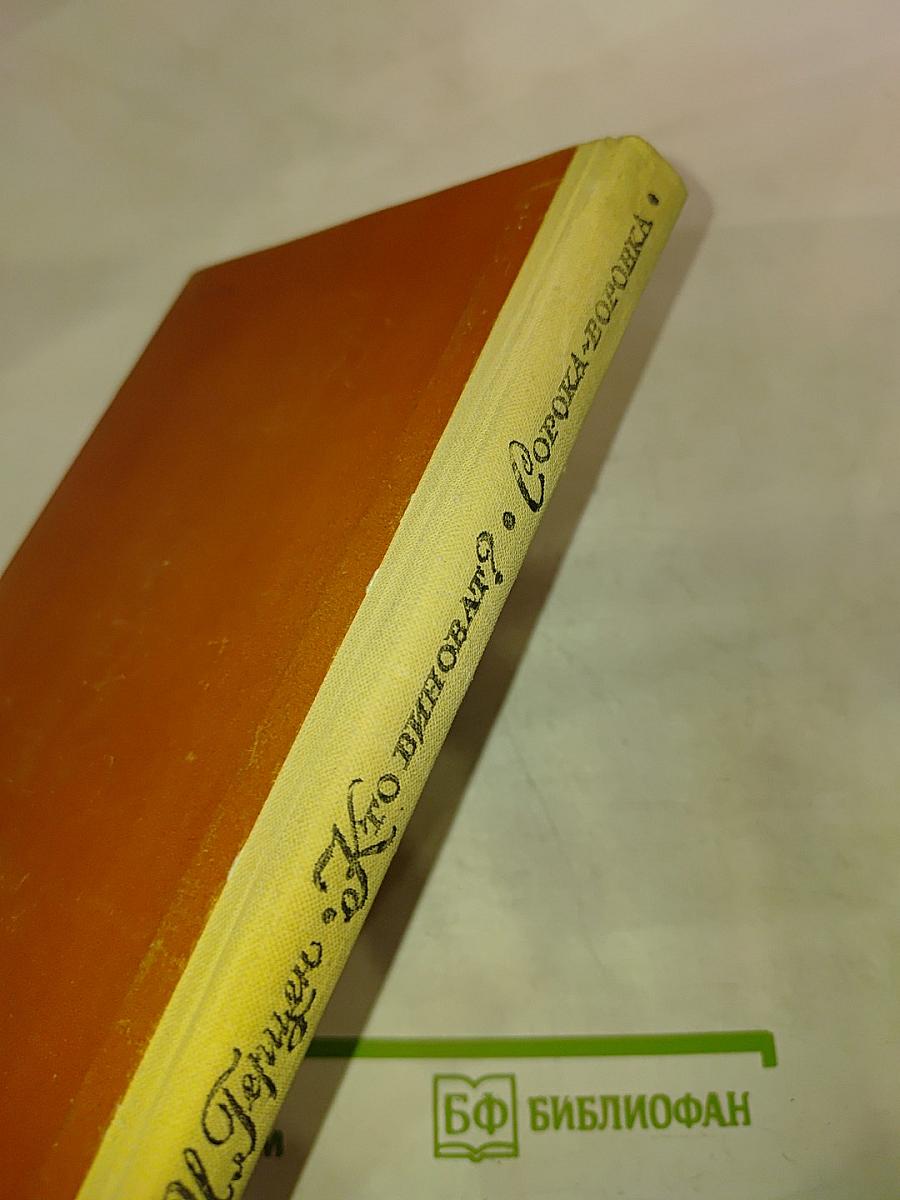 И. Герцен • Кто виноват? • Сорока-воровка •
БФ БИБЛИОФАН